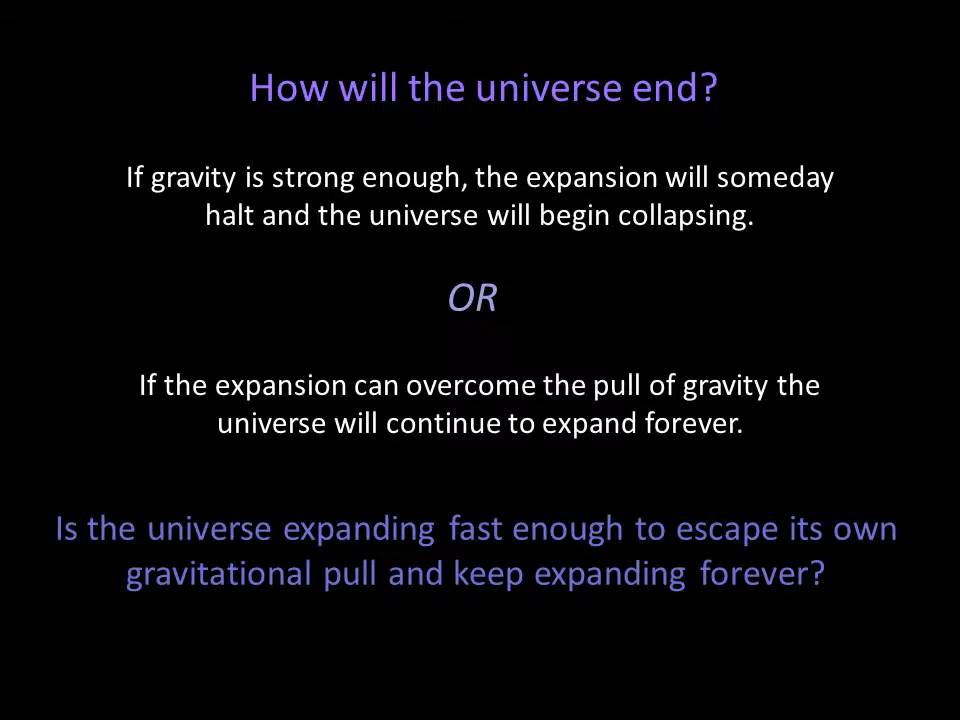 How will the universe end?
If gravity is strong enough, the expansion will someday
halt and the universe will begin collapsing.
OR
If the expansion can overcome the pull of gravity the
universe will continue to expand forever.
Is the universe expanding fast enough to escape its own
gravitational pull and keep expanding forever?